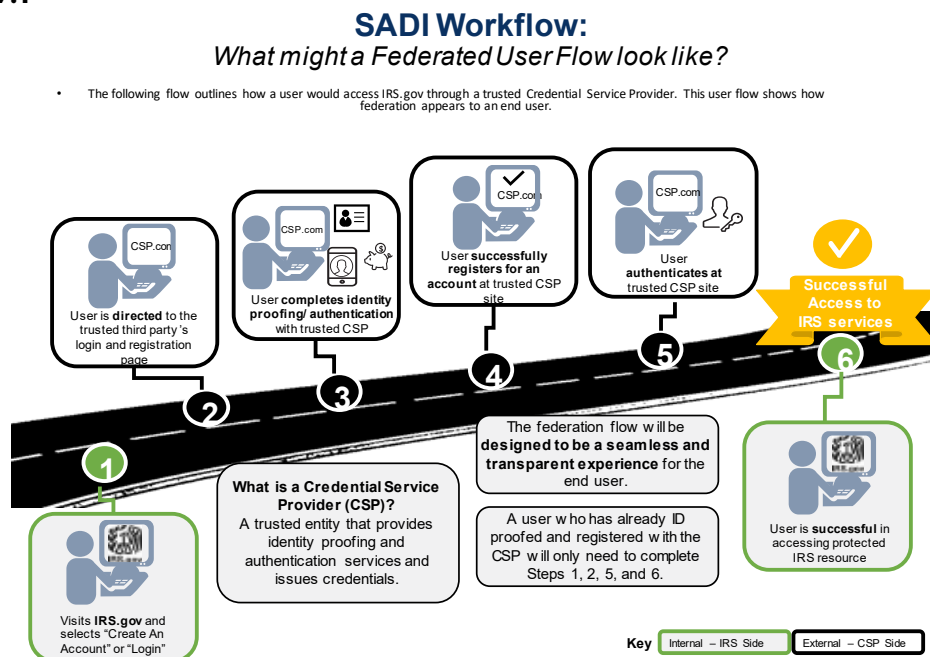 SADI Workflow:
What might a Federated User Flow look like?
• The following flow outlines how a user would access IRS.gov through a trusted Credential Service Provider. This user flow shows how
federation appears to an end user.
CSP.com
User is directed to the
trusted third party's
login and registration
page
2
CSP.com
User completes identity
proofing/ authentication
with trusted CSP
3
CSP.com
User successfully
registers for an
account at trusted CSP
site
4
CSP.com
User
authenticates at
trusted CSP site
5
Successful
Access to
IRS services
6
User is successful in
accessing protected
IRS resource
1
Visits IRS.gov and
selects “Create An
Account” or “Login”
What is a Credential Service
Provider (CSP)?
A trusted entity that provides
identity proofing and
authentication services and
issues credentials.
The federation flow will be
designed to be a seamless and
transparent experience for the
end user.
A user who has already ID
proofed and registered with the
CSP will only need to complete
Steps 1, 2, 5, and 6.
Key
Internal – IRS Side
External – CSP Side